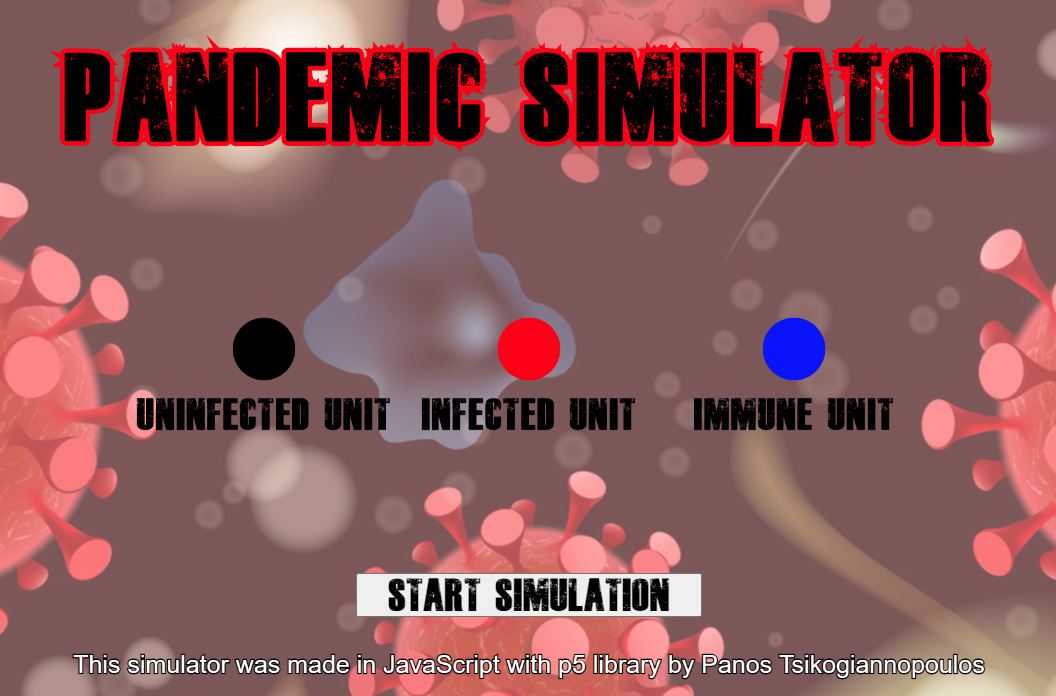 PANDEMIC SIMULATOR
UNINFECTED UNIT INFECTED UNIT IMMUNE UNIT
START SIMULATION
This simulator was made in JavaScript with p5 library by Panos Tsikogiannopoulos